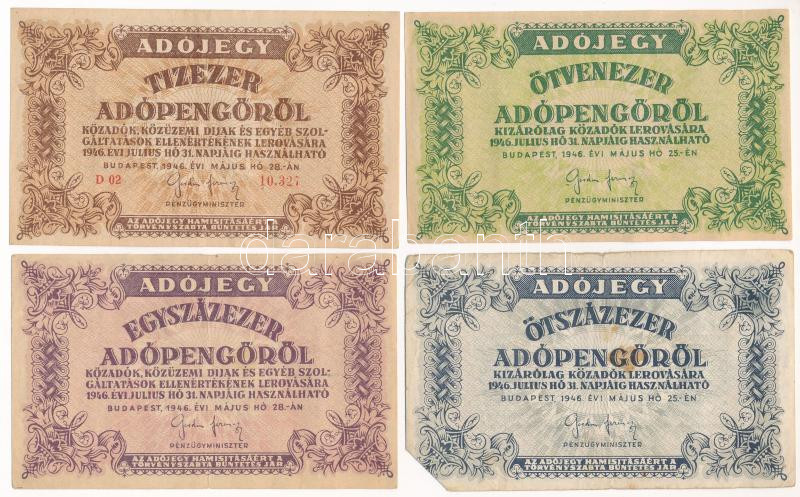 ADÓJEGY
TIZEZER
ADÓPENGŐRŐL
KÖZADÓK, KÖZÜZEMI DIJAK ÉS EGYÉB SZOL-
GÁLTATÁSOK ELLENÉRTÉKÉNEK LEROVÁSÁRA
1946. ÉVI JULIUS HÓ 31. NAPJÁIG HASZNÁLHATÓ
BUDAPEST, 1946. ÉVI MÁJUS HÓ 28.-ÁN
D 02 10.327
PÉNZÜGYMINISZTER
AZ ADÓJEGY HAMISITÁSÁÉRT A
TÖRVÉNYSZABTA BÜNTETÉS JÁR
ADÓJEGY
ÖTVENEZER
ADÓPENGŐRŐL
KIZÁRÓLAG KÖZADÓK LEROVÁSÁRA
1946. JULIUS HÓ 31. NAPJÁIG HASZNÁLHATÓ
BUDAPEST, 1946. ÉVI MÁJUS HÓ 25.-ÉN
PÉNZÜGYMINISZTER
AZ ADÓJEGY HAMISITÁSÁÉRT A
TÖRVÉNYSZABTA BÜNTETÉS JÁR
darabanth
ADÓJEGY
EGYSZÁZEZER
ADÓPENGŐRŐL
KÖZADÓK, KÖZÜZEMI DIJAK ÉS EGYÉB SZOL-
GÁLTATÁSOK ELLENÉRTÉKÉNEK LEROVÁSÁRA
1946. ÉVI JULIUS HÓ 31. NAPJÁIG HASZNÁLHATÓ
BUDAPEST, 1946. ÉVI MÁJUS HÓ 28.-ÁN
PÉNZÜGYMINISZTER
AZ ADÓJEGY HAMISITÁSÁÉRT A
TÖRVÉNYSZABTA BÜNTETÉS JÁR
ADÓJEGY
ÖTSZÁZEZER
ADÓPENGŐRŐL
KIZÁRÓLAG KÖZADÓK LEROVÁSÁRA
1946. JULIUS HÓ 31. NAPJÁIG HASZNÁLHATÓ
BUDAPEST, 1946. ÉVI MÁJUS HÓ 25.-ÉN
PÉNZÜGYMINISZTER
AZ ADÓJEGY HAMISITÁSÁÉRT A
TÖRVÉNYSZABTA BÜNTETÉS JÁR